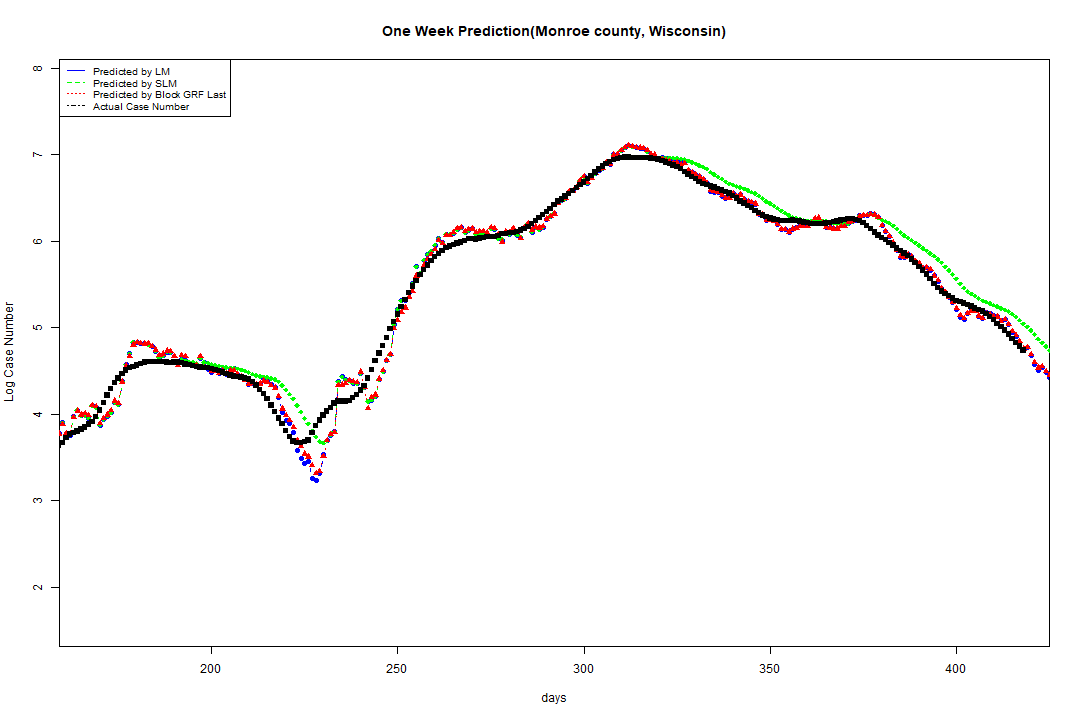 One Week Prediction(Monroe county, Wisconsin)
8
Predicted by LM
Predicted by SLM
Predicted by Block GRF Last
Actual Case Number
7
6
5
4
3
2
Log Case Number
200 250 300 350 400
days